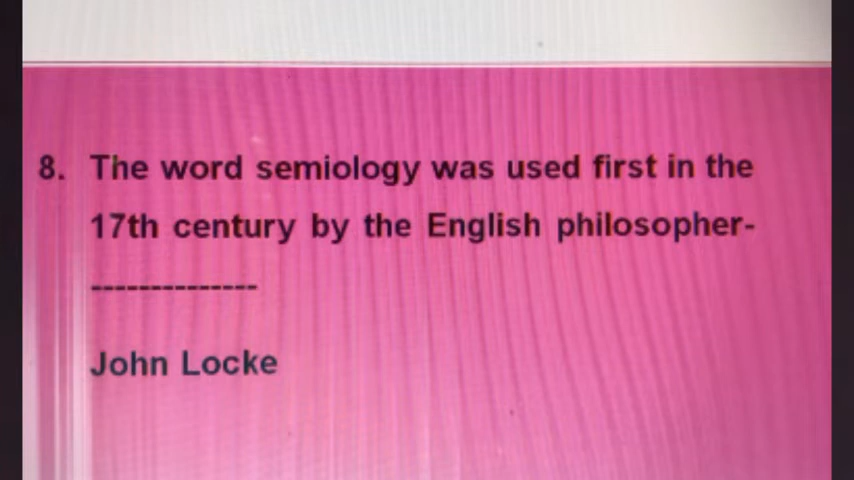 8. The word semiology was used first in the
17th century by the English philosopher-
--------------
John Locke